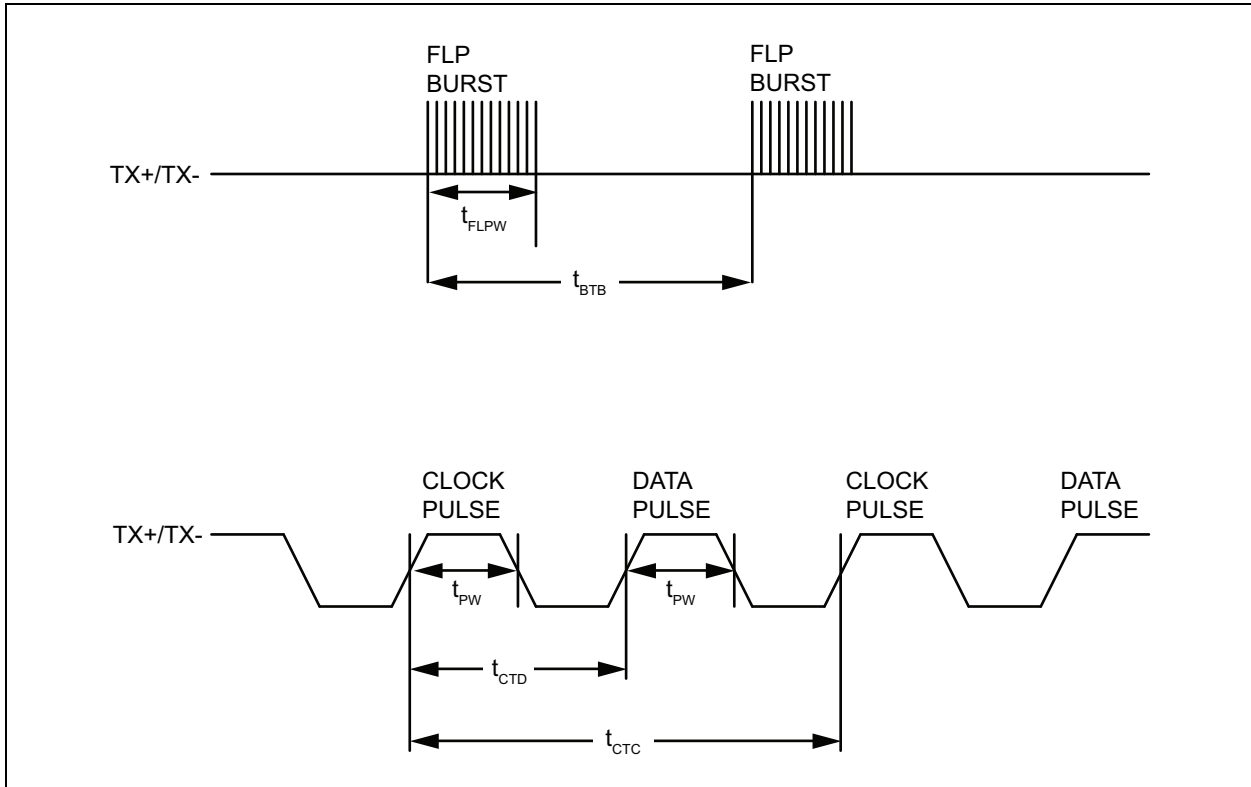 FLP
BURST
FLP
BURST
TX+/TX-
tFLPW
tBTB
CLOCK
PULSE
DATA
PULSE
CLOCK
PULSE
DATA
PULSE
TX+/TX-
tPW
tPW
tCTD
tCTC